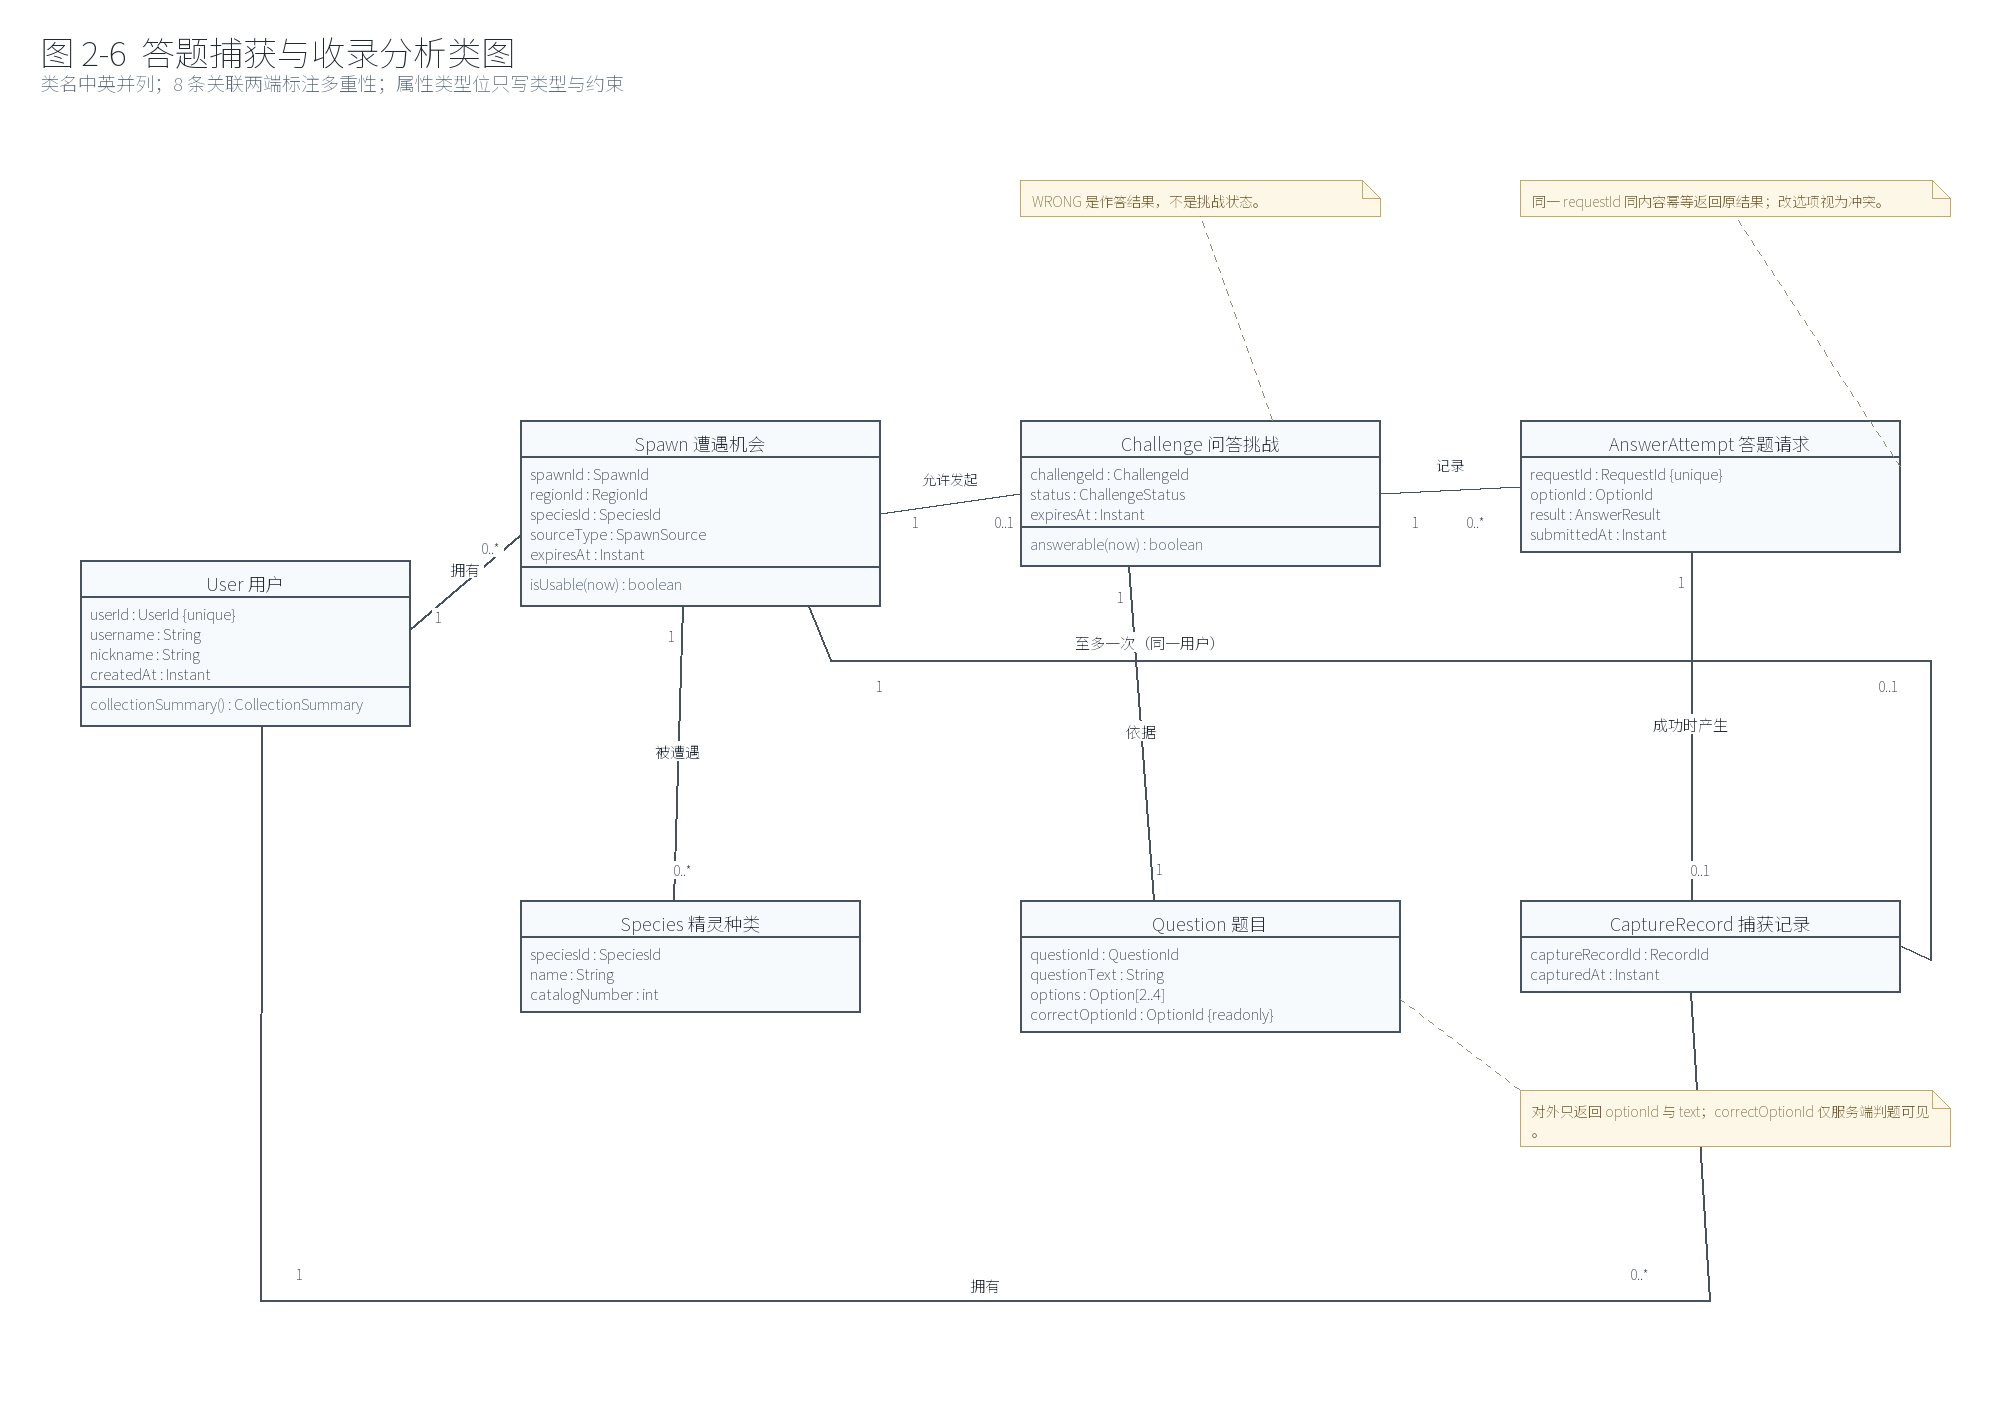 图 2-6 答题捕获与收录分析类图
类名中英并列；8 条关联两端标注多重性；属性类型位只写类型与约束
WRONG 是作答结果，不是挑战状态。
同一 requestId 同内容幂等返回原结果；改选项视为冲突。
Spawn 遭遇机会
spawnId : SpawnId
regionId : RegionId
speciesId : SpeciesId
sourceType : SpawnSource
expiresAt : Instant
isUsable(now) : boolean
允许发起
1
0..1
Challenge 问答挑战
challengeId : ChallengeId
status : ChallengeStatus
expiresAt : Instant
answerable(now) : boolean
记录
1
0..*
AnswerAttempt 答题请求
requestId : RequestId {unique}
optionId : OptionId
result : AnswerResult
submittedAt : Instant
0..*
拥有
1
User 用户
userId : UserId {unique}
username : String
nickname : String
createdAt : Instant
collectionSummary() : CollectionSummary
1
1
1
至多一次（同一用户）
1
0..1
被遭遇
依据
成功时产生
0..*
1
0..1
Species 精灵种类
speciesId : SpeciesId
name : String
catalogNumber : int
Question 题目
questionId : QuestionId
questionText : String
options : Option[2..4]
correctOptionId : OptionId {readonly}
CaptureRecord 捕获记录
captureRecordId : RecordId
capturedAt : Instant
对外只返回 optionId 与 text；correctOptionId 仅服务端判题可见
。
1
0..*
拥有